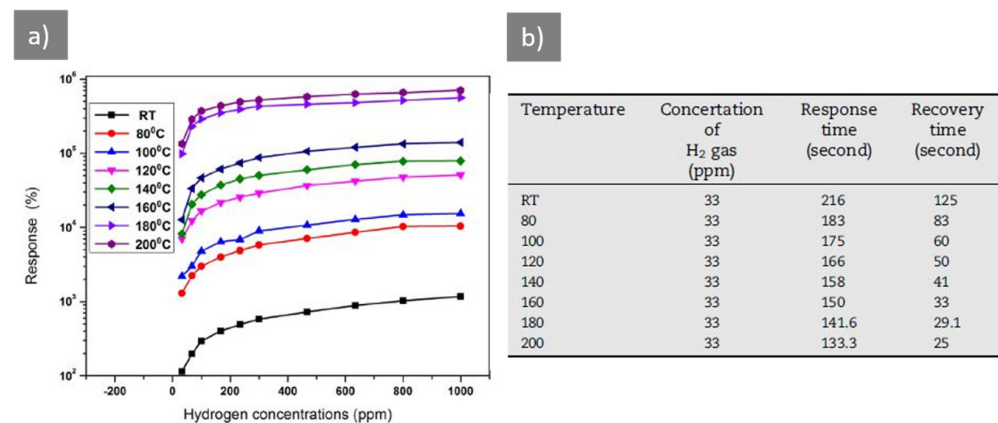 a)
b)
10⁶
10⁵
10⁴
10³
10²
Response (%)
RT
80⁰C
100⁰C
120⁰C
140⁰C
160⁰C
180⁰C
200⁰C
-200 0 200 400 600 800 1000
Hydrogen concentrations (ppm)
Temperature Concertation Response Recovery
of time time
H₂ gas (second) (second)
(ppm)
RT 33 216 125
80 33 183 83
100 33 175 60
120 33 166 50
140 33 158 41
160 33 150 33
180 33 141.6 29.1
200 33 133.3 25